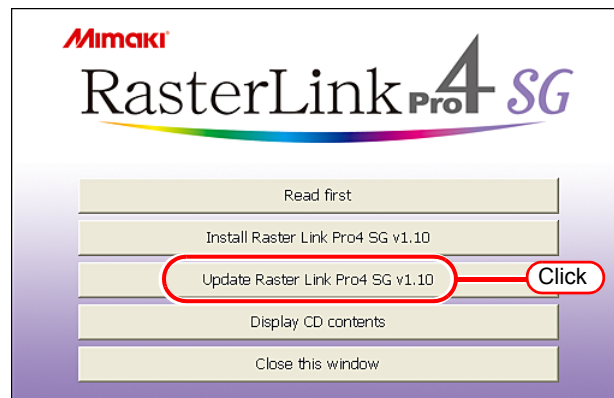 Mimaki
RasterLink Pro4 SG
Read first
Install Raster Link Pro4 SG v1.10
Update Raster Link Pro4 SG v1.10
Click
Display CD contents
Close this window